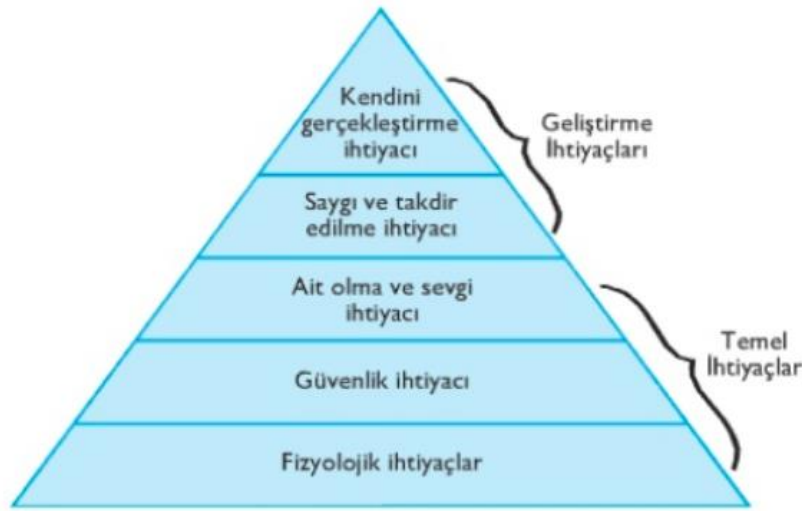 Kendini
gerçekleştirme
ihtiyacı
Geliştirme
İhtiyaçları
Saygı ve takdir
edilme ihtiyacı
Ait olma ve sevgi
ihtiyacı
Temel
İhtiyaçlar
Güvenlik ihtiyacı
Fizyolojik ihtiyaçlar